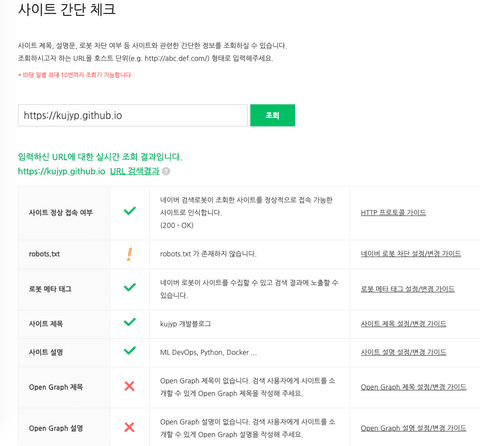 사이트 간단 체크
사이트 제목, 설명문, 로봇 차단 여부 등 사이트와 관련한 간단한 정보를 조회하실 수 있습니다.
조회하시고자 하는 URL을 호스트 단위(e.g. http://abc.def.com/) 형태로 입력해주세요.
* ID당 일별 최대 10번까지 조회가 가능합니다.
https://kujyp.github.io
조회
입력하신 URL에 대한 실시간 조회 결과입니다.
https://kujyp.github.io URL 검색결과 ?
사이트 정상 접속 여부
네이버 검색로봇이 조회한 사이트를 정상적으로 접속 가능한
사이트로 인식합니다.
(200 - OK)
HTTP 프로토콜 가이드
robots.txt
robots.txt 가 존재하지 않습니다.
네이버 로봇 차단 설정/변경 가이드
로봇 메타 태그
네이버 로봇이 사이트를 수집할 수 있고 검색 결과에 노출할 수
있습니다.
로봇 메타 태그 설정/변경 가이드
사이트 제목
kujyp 개발블로그
사이트 제목 설정/변경 가이드
사이트 설명
ML DevOps, Python, Docker ...
사이트 설명 설정/변경 가이드
Open Graph 제목
Open Graph 제목이 없습니다. 검색 사용자에게 사이트를 소
개할 수 있게 Open Graph 제목을 작성해 주세요.
Open Graph 제목 설정/변경 가이드
Open Graph 설명
Open Graph 설명이 없습니다. 검색 사용자에게 사이트를 소
개할 수 있게 Open Graph 설명을 작성해 주세요.
Open Graph 설명 설정/변경 가이드